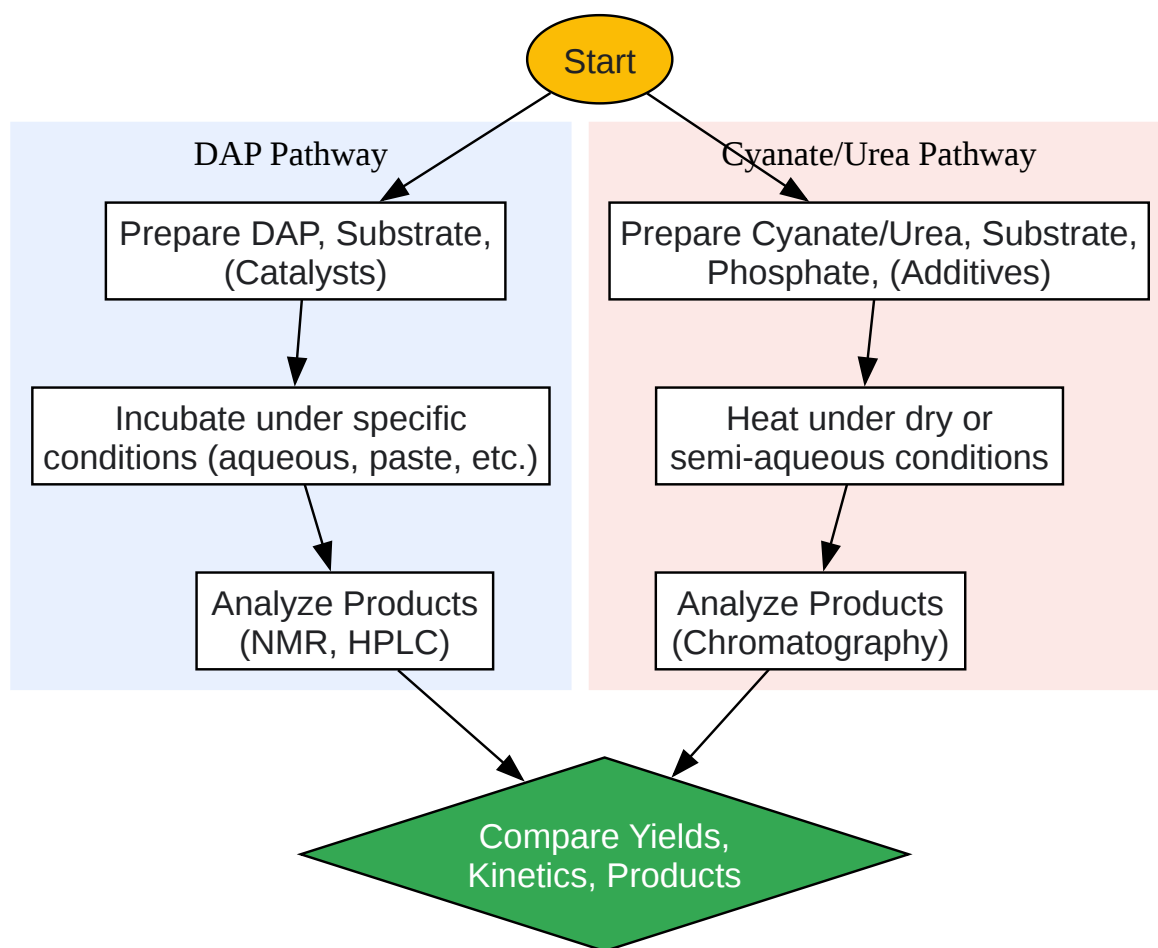 Start
DAP Pathway
Prepare DAP, Substrate,
(Catalysts)
Incubate under specific
conditions (aqueous, paste, etc.)
Analyze Products
(NMR, HPLC)
Cyanate/Urea Pathway
Prepare Cyanate/Urea, Substrate,
Phosphate, (Additives)
Heat under dry or
semi-aqueous conditions
Analyze Products
(Chromatography)
Compare Yields,
Kinetics, Products